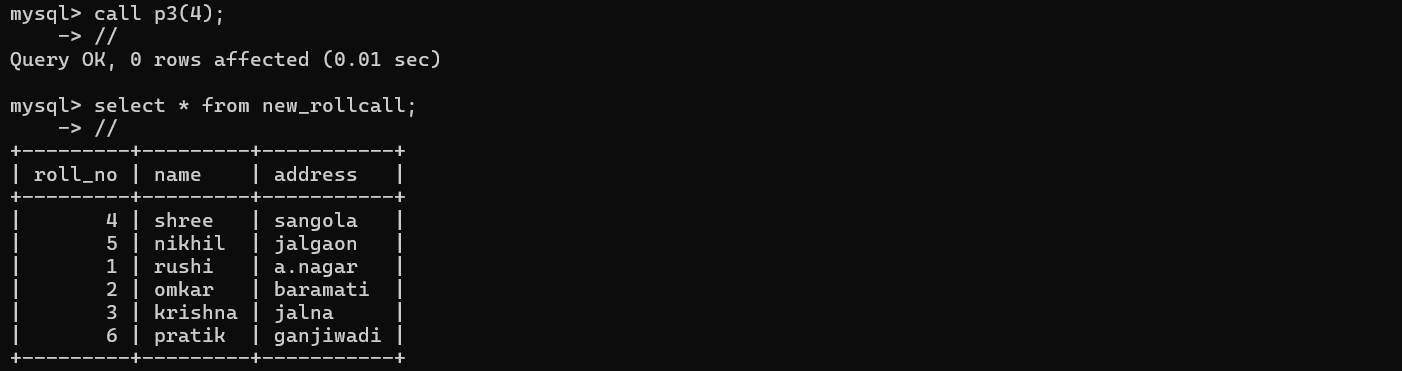 mysql> call p3(4);
    -> //
Query OK, 0 rows affected (0.01 sec)

mysql> select * from new_rollcall;
    -> //
+---------+---------+-----------+
| roll_no | name    | address   |
+---------+---------+-----------+
|       4 | shree   | sangola   |
|       5 | nikhil  | jalgaon   |
|       1 | rushi   | a.nagar   |
|       2 | omkar   | baramati  |
|       3 | krishna | jalna     |
|       6 | pratik  | ganjiwadi |
+---------+---------+-----------+